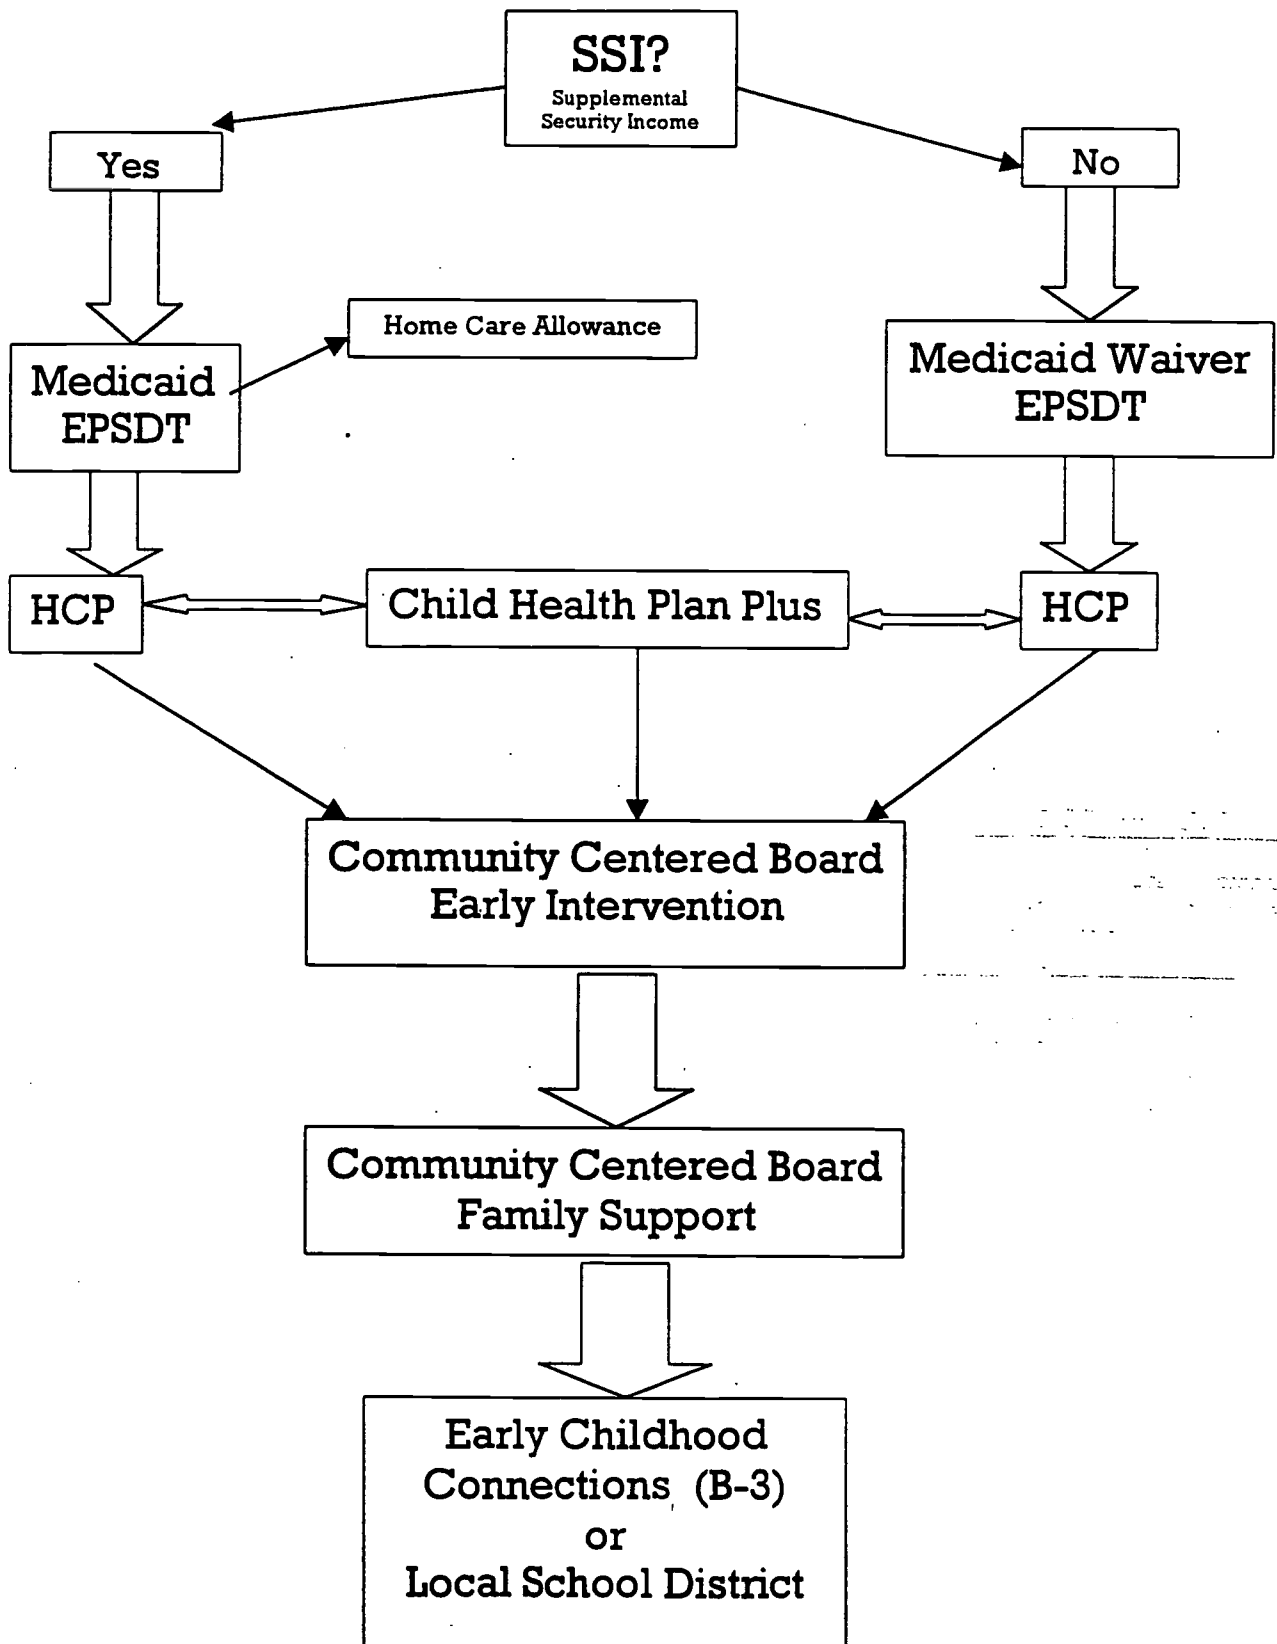 SSI?
Supplemental
Security Income
Yes
No
Home Care Allowance
Medicaid
EPSDT
Medicaid Waiver
EPSDT
HCP
Child Health Plan Plus
HCP
Community Centered Board
Early Intervention
Community Centered Board
Family Support
Early Childhood
Connections (B-3)
or
Local School District